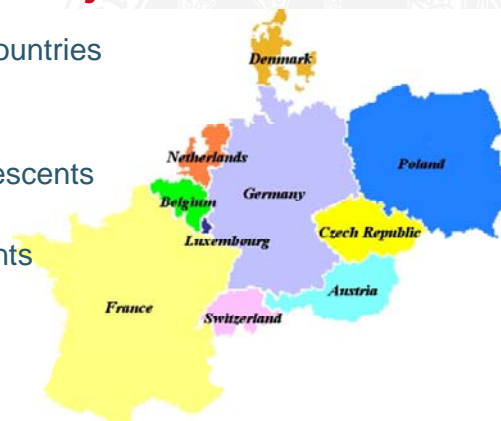 ountries
Denmark
escents
Netherlands
Poland
Belgium
Germany
nts
Luxembourg
Czech Republic
Austria
France
Switzerland